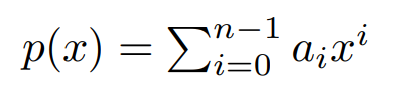 p(x) = ∑_{i=0}^{n−1} a_i x^i